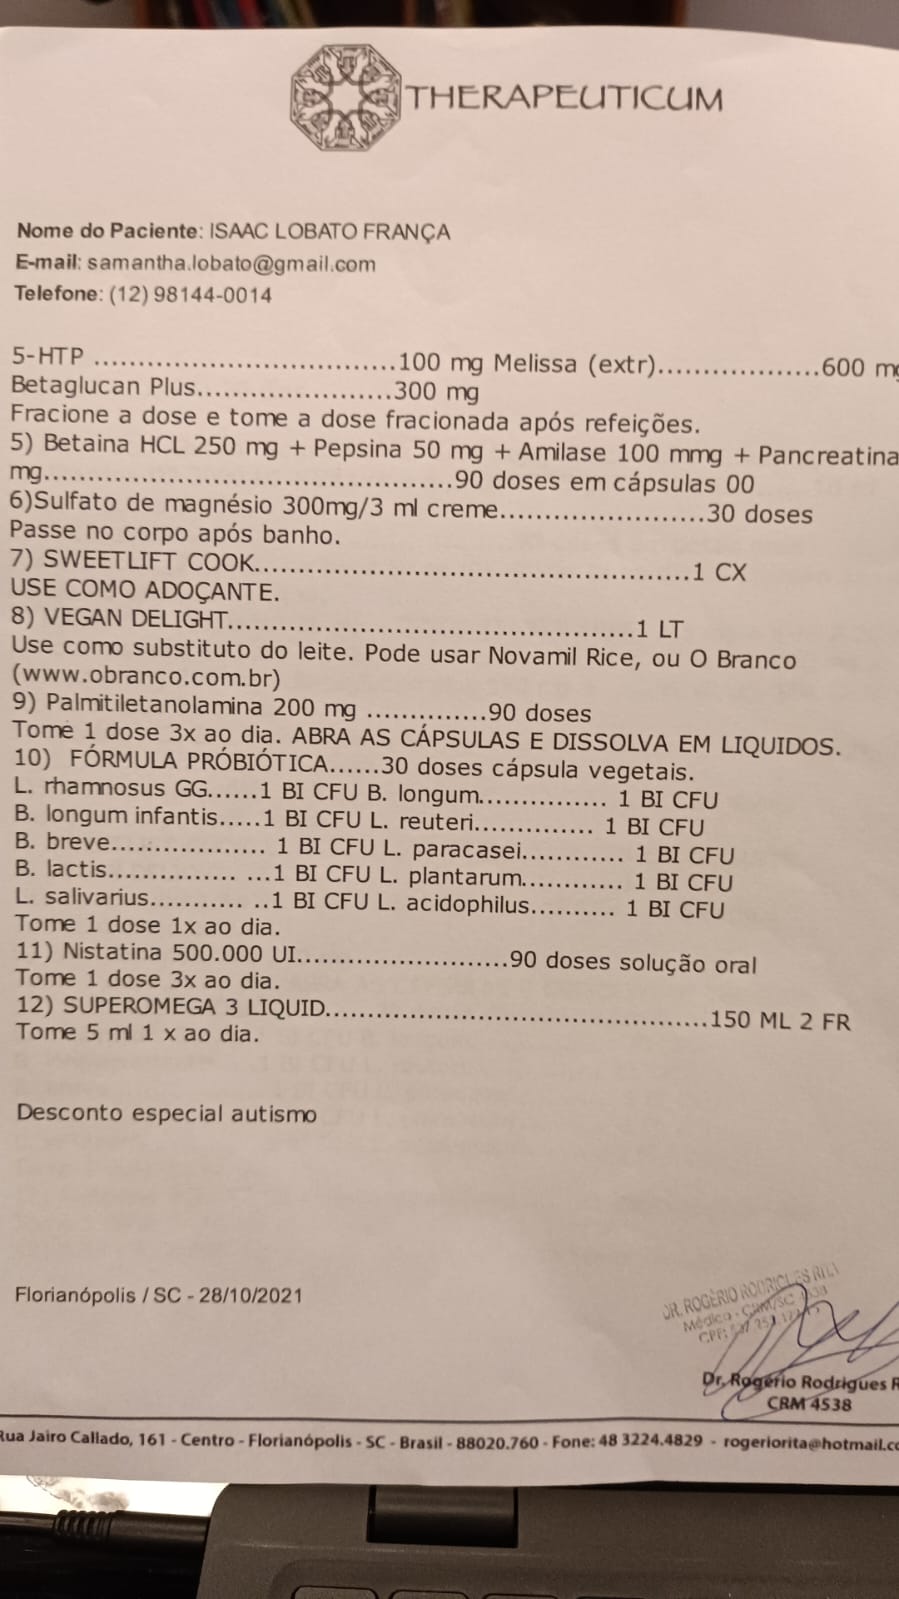 THERAPEUTICUM
Nome do Paciente: ISAAC LOBATO FRANÇA
E-mail: samantha.lobato@gmail.com
Telefone: (12) 98144-0014
5-HTP ..................................100 mg Melissa (extr)..................600 mg
Betaglucan Plus......................300 mg
Fracione a dose e tome a dose fracionada após refeições.
5) Betaina HCL 250 mg + Pepsina 50 mg + Amilase 100 mmg + Pancreatina
mg..............................................90 doses em cápsulas 00
6)Sulfato de magnésio 300mg/3 ml creme.......................30 doses
Passe no corpo após banho.
7) SWEETLIFT COOK.................................................1 CX
USE COMO ADOÇANTE.
8) VEGAN DELIGHT..............................................1 LT
Use como substituto do leite. Pode usar Novamil Rice, ou O Branco
(www.obranco.com.br)
9) Palmitiletanolamina 200 mg ..............90 doses
Tome 1 dose 3x ao dia. ABRA AS CÁPSULAS E DISSOLVA EM LIQUIDOS.
10) FÓRMULA PRÓBIÓTICA......30 doses cápsula vegetais.
L. rhamnosus GG......1 BI CFU B. longum............... 1 BI CFU
B. longum infantis.....1 BI CFU L. reuteri.............. 1 BI CFU
B. breve.................. 1 BI CFU L. paracasei............ 1 BI CFU
B. lactis............... ...1 BI CFU L. plantarum............ 1 BI CFU
L. salivarius........... ..1 BI CFU L. acidophilus.......... 1 BI CFU
Tome 1 dose 1x ao dia.
11) Nistatina 500.000 UI........................90 doses solução oral
Tome 1 dose 3x ao dia.
12) SUPEROMEGA 3 LIQUID...........................................150 ML 2 FR
Tome 5 ml 1 x ao dia.
Desconto especial autismo
Florianópolis / SC - 28/10/2021
DR. ROGÉRIO RODRIGUES RITA
Médico - CRM/SC
CPF:
Dr. Rogério Rodrigues
CRM 4538
Rua Jairo Callado, 161 - Centro - Florianópolis - SC - Brasil - 88020.760 - Fone: 48 3224.4829 - rogeriorita@hotmail.co